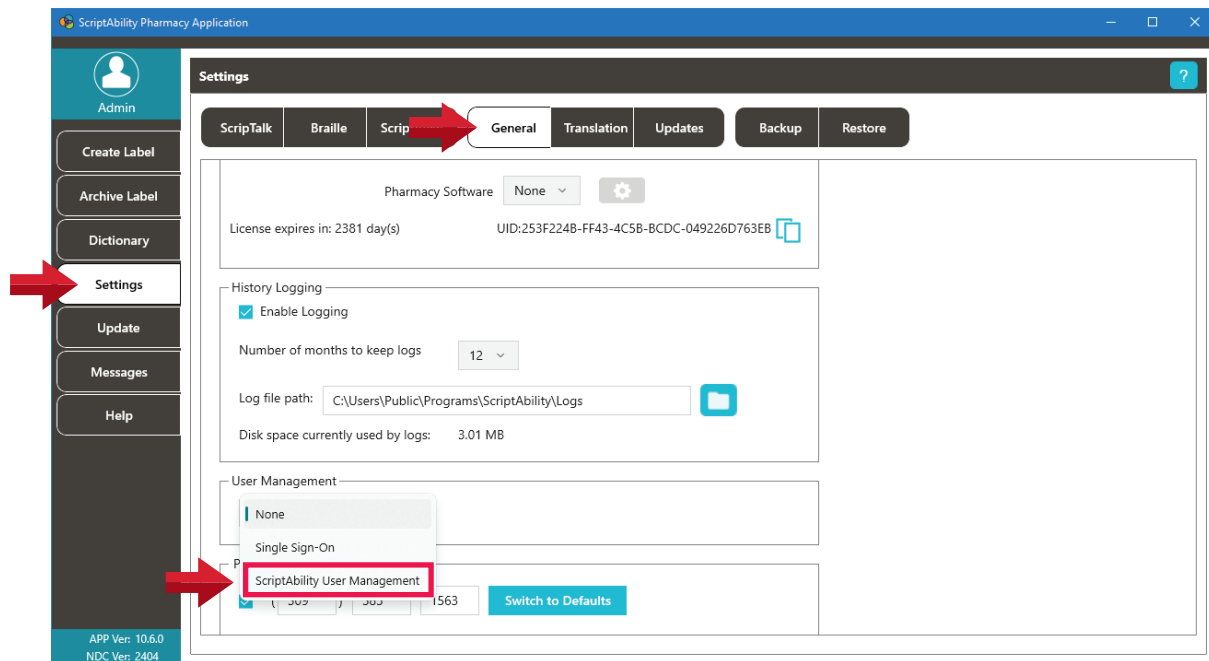 ScriptAbility Pharmacy Application
Admin
Settings
?
ScripTalk Braille Scrip General Translation Updates Backup Restore
Create Label
Archive Label
Dictionary
Settings
Update
Messages
Help
Pharmacy Software None
License expires in: 2381 day(s) UID:253F224B-FF43-4C5B-BCDC-049226D763EB
History Logging
Enable Logging
Number of months to keep logs 12
Log file path: C:\Users\Public\Programs\ScriptAbility\Logs
Disk space currently used by logs: 3.01 MB
User Management
None
Single Sign-On
ScriptAbility User Management
( ) 1563 Switch to Defaults
APP Ver: 10.6.0
NDC Ver: 2404